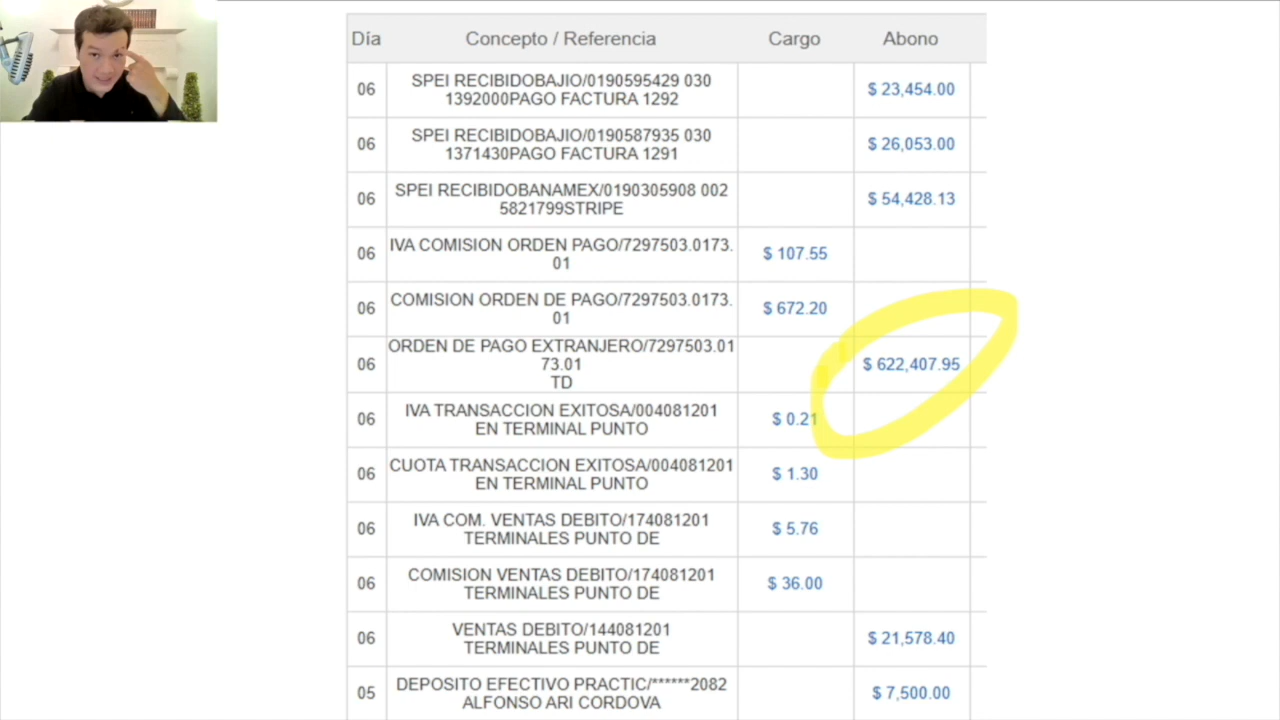 Día Concepto / Referencia Cargo Abono
06 SPEI RECIBIDOBAJIO/0190595429 030 $ 23,454.00
1392000PAGO FACTURA 1292
06 SPEI RECIBIDOBAJIO/0190587935 030 $ 26,053.00
1371430PAGO FACTURA 1291
06 SPEI RECIBIDOBANAMEX/0190305908 002 $ 54,428.13
5821799STRIPE
06 IVA COMISION ORDEN PAGO/7297503.0173. $ 107.55
01
06 COMISION ORDEN DE PAGO/7297503.0173. $ 672.20
01
ORDEN DE PAGO EXTRANJERO/7297503.01
06 73.01 $ 622,407.95
TD
06 IVA TRANSACCION EXITOSA/004081201 $ 0.21
EN TERMINAL PUNTO
06 CUOTA TRANSACCION EXITOSA/004081201 $ 1.30
EN TERMINAL PUNTO
06 IVA COM. VENTAS DEBITO/174081201 $ 5.76
TERMINALES PUNTO DE
06 COMISION VENTAS DEBITO/174081201 $ 36.00
TERMINALES PUNTO DE
06 VENTAS DEBITO/144081201 $ 21,578.40
TERMINALES PUNTO DE
05 DEPOSITO EFECTIVO PRACTIC/******2082 $ 7,500.00
ALFONSO ARI CORDOVA